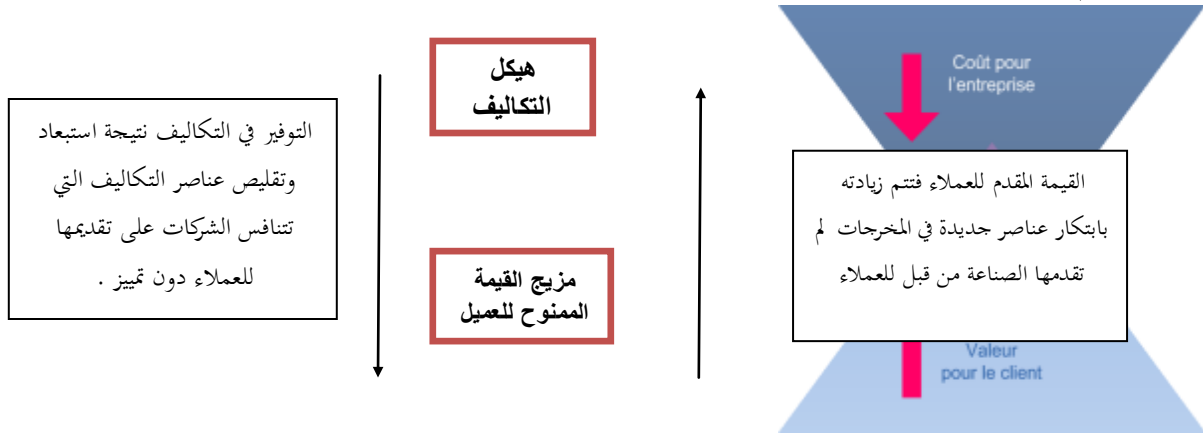 هيكل
التكاليف
Coût pour
l'entreprise
التوفير في التكاليف نتيجة استبعاد
وتقليص عناصر التكاليف التي
تتنافس الشركات على تقديمها
للعملاء دون تمييز .
القيمة المقدم للعملاء فتتم زيادته
بابتكار عناصر جديدة في المخرجات لم
تقدمها الصناعة من قبل للعملاء
مزيج القيمة
الممنوح للعميل
Valeur
pour le client